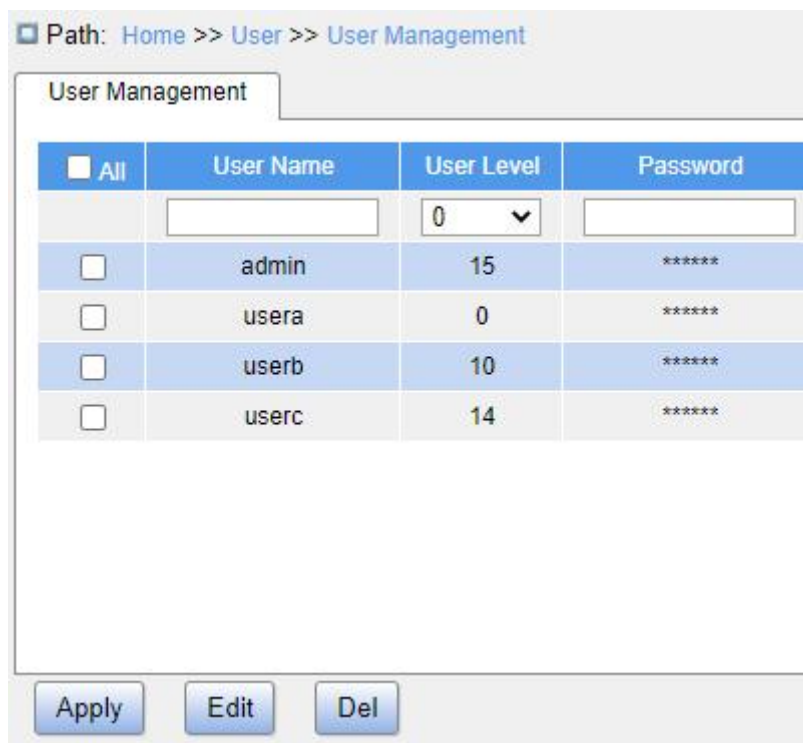 Path: Home >> User >> User Management
User Management
All User Name User Level Password
0
admin 15 ******
usera 0 ******
userb 10 ******
userc 14 ******
Apply Edit Del